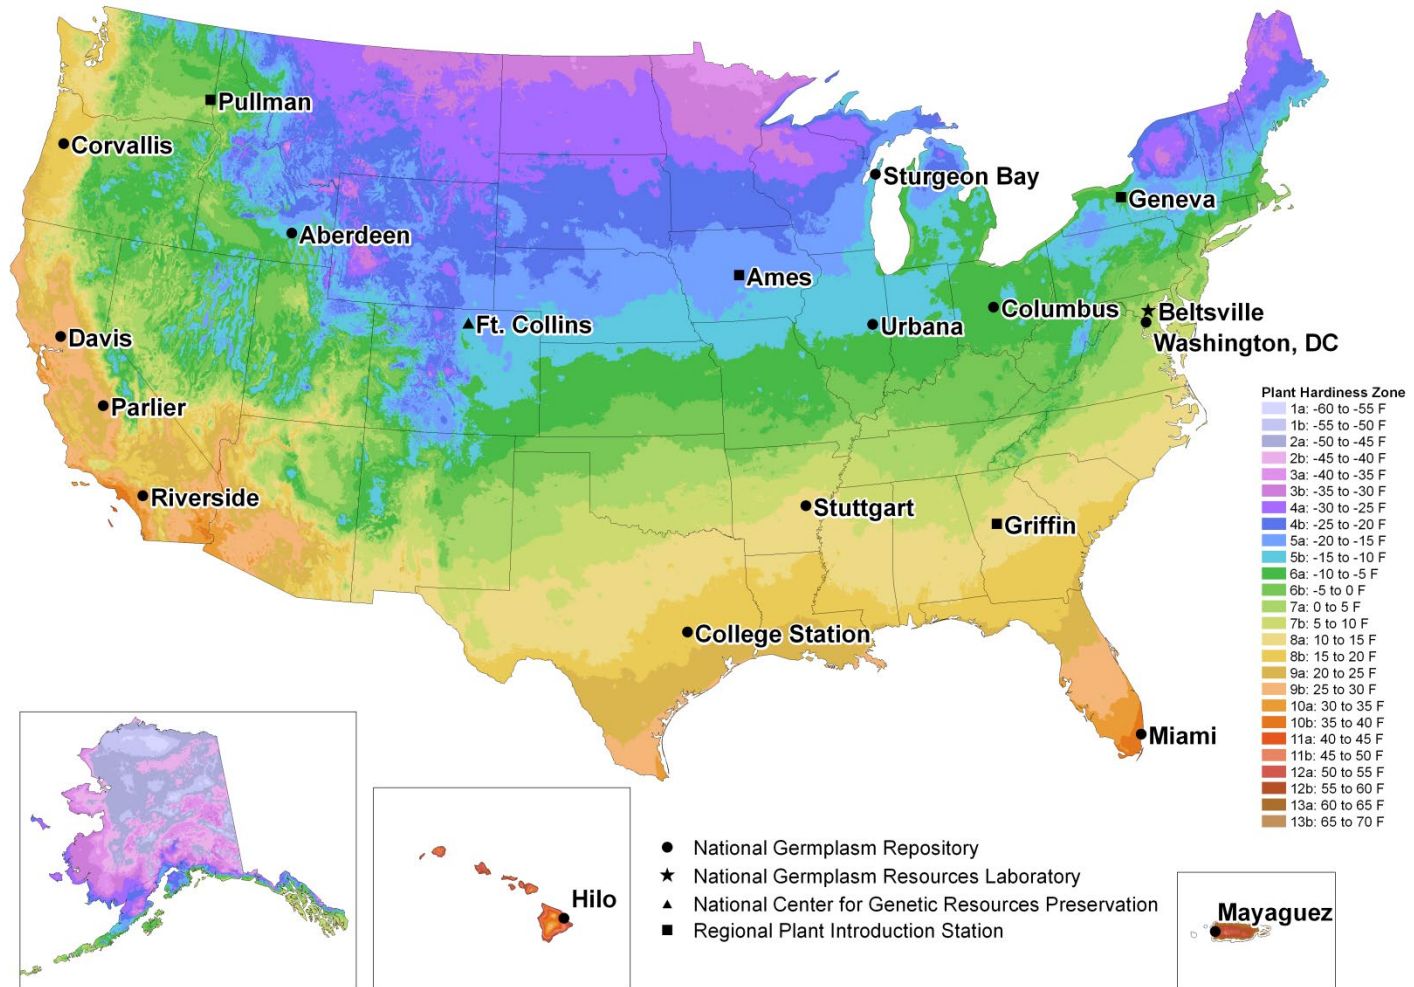 Pullman
Corvallis
Sturgeon Bay
Geneva
Aberdeen
Ames
Ft. Collins
Urbana
Columbus
Beltsville
Washington, DC
Davis
Parlier
Riverside
Stuttgart
Griffin
College Station
Miami
Plant Hardiness Zone
1a: -60 to -55 F
1b: -55 to -50 F
2a: -50 to -45 F
2b: -45 to -40 F
3a: -40 to -35 F
3b: -35 to -30 F
4a: -30 to -25 F
4b: -25 to -20 F
5a: -20 to -15 F
5b: -15 to -10 F
6a: -10 to -5 F
6b: -5 to 0 F
7a: 0 to 5 F
7b: 5 to 10 F
8a: 10 to 15 F
8b: 15 to 20 F
9a: 20 to 25 F
9b: 25 to 30 F
10a: 30 to 35 F
10b: 35 to 40 F
11a: 40 to 45 F
11b: 45 to 50 F
12a: 50 to 55 F
12b: 55 to 60 F
13a: 60 to 65 F
13b: 65 to 70 F
Hilo
National Germplasm Repository
National Germplasm Resources Laboratory
National Center for Genetic Resources Preservation
Regional Plant Introduction Station
Mayaguez